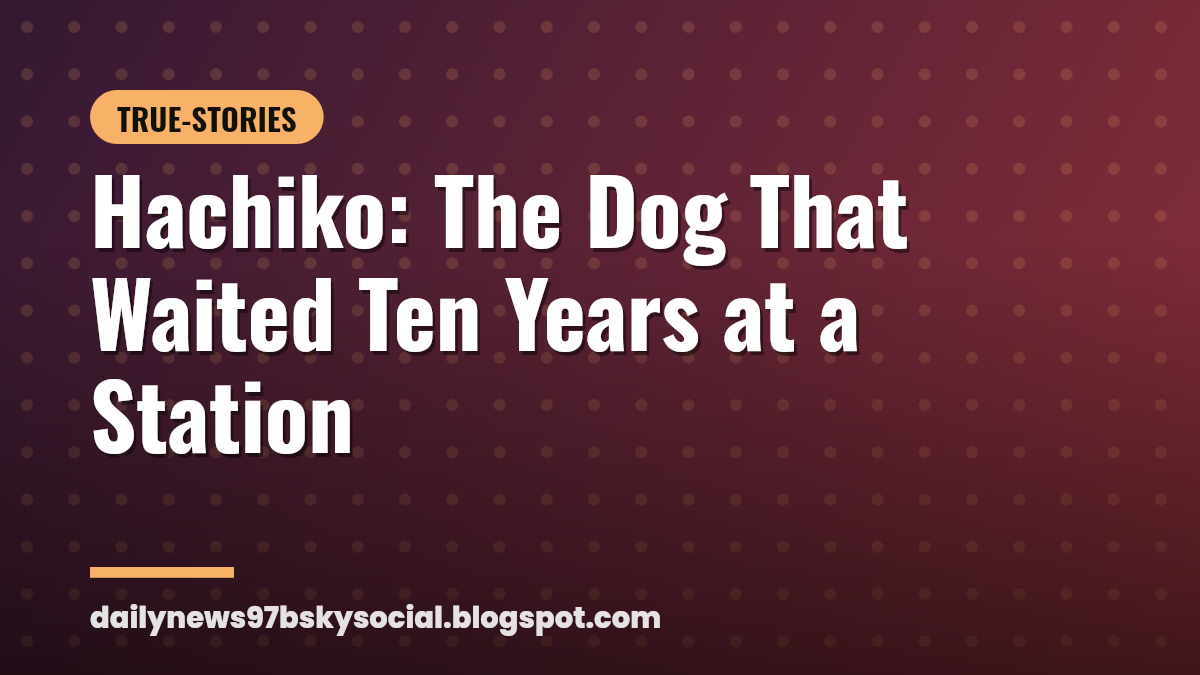 TRUE-STORIES
Hachiko: The Dog That
Waited Ten Years at a
Station
dailynews97bskysocial.blogspot.com